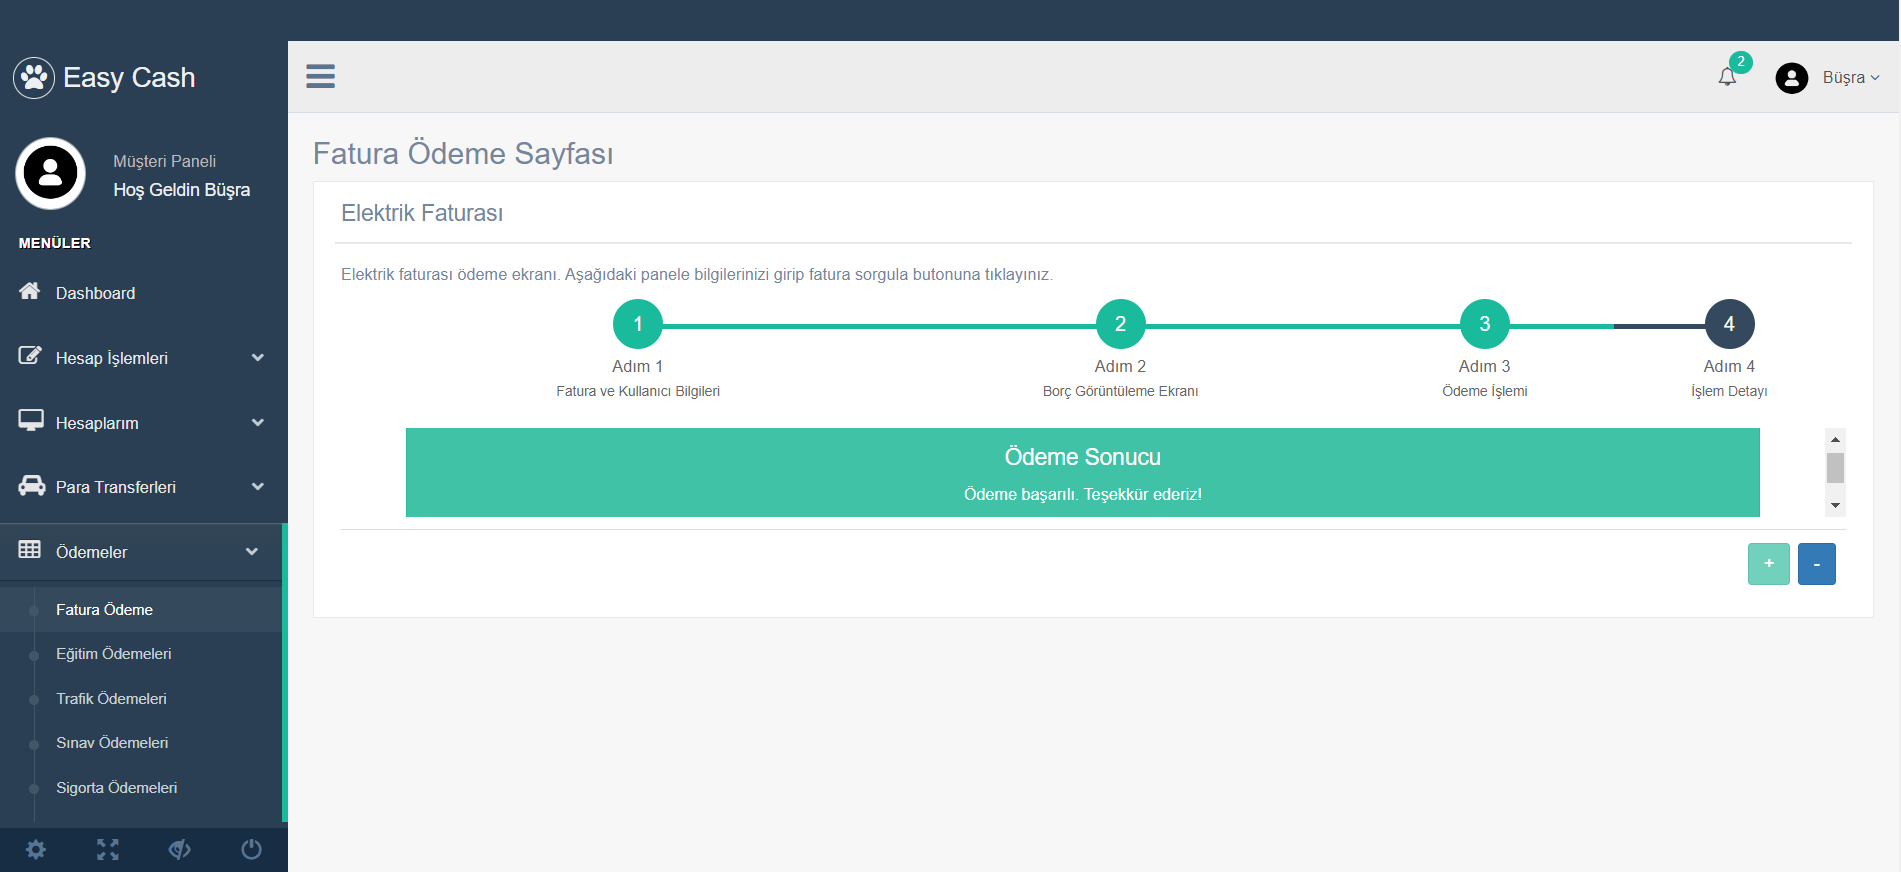 Easy Cash
Müşteri Paneli
Hoş Geldin Büşra
MENÜLER
Dashboard
Hesap İşlemleri
Hesaplarım
Para Transferleri
Ödemeler
Fatura Ödeme
Eğitim Ödemeleri
Trafik Ödemeleri
Sınav Ödemeleri
Sigorta Ödemeleri
2
Büşra
Fatura Ödeme Sayfası
Elektrik Faturası
Elektrik faturası ödeme ekranı. Aşağıdaki panele bilgilerinizi girip fatura sorgula butonuna tıklayınız.
1 2 3 4
Adım 1 Adım 2 Adım 3 Adım 4
Fatura ve Kullanıcı Bilgileri Borç Görüntüleme Ekranı Ödeme İşlemi İşlem Detayı
Ödeme Sonucu
Ödeme başarılı. Teşekkür ederiz!
+ -